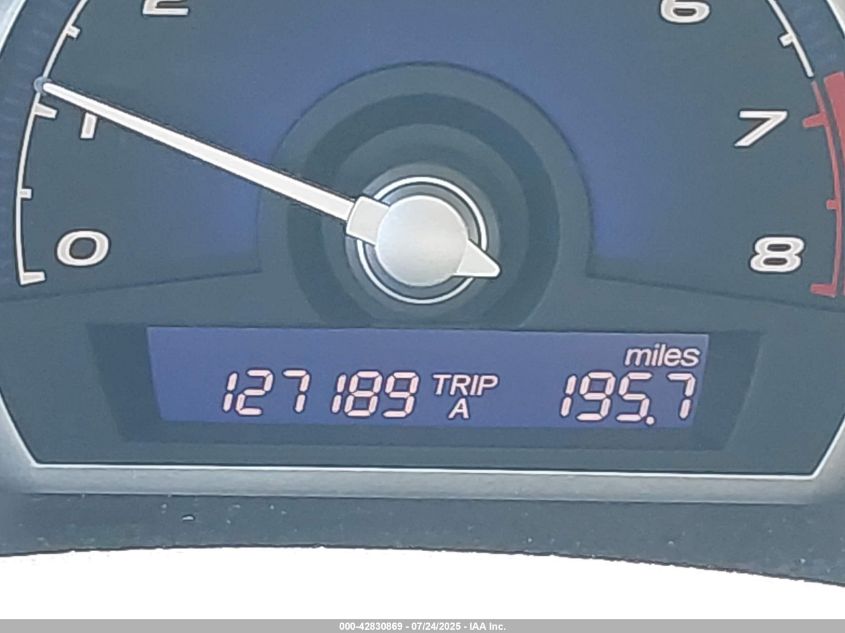 2 6
1 7
0 8
miles
127189 TRIP A 195.7
000-42830869 - 07/24/2025 - IAA Inc.